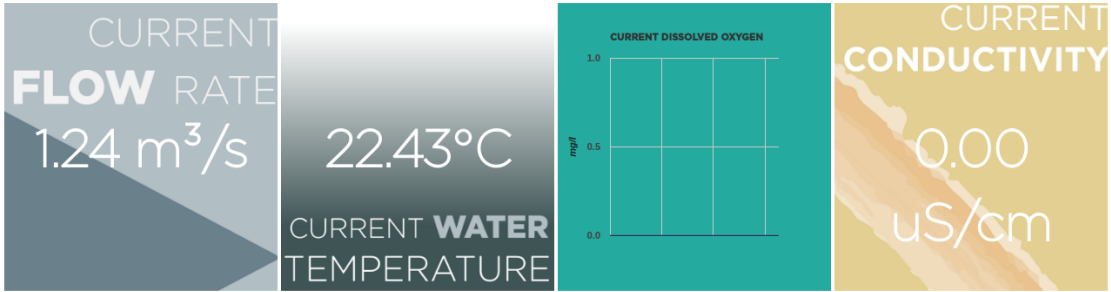 CURRENT
FLOW RATE
1.24 m³/s
22.43°C
CURRENT WATER
TEMPERATURE
CURRENT DISSOLVED OXYGEN
1.0
mg/l
0.5
0.0
CURRENT
CONDUCTIVITY
0.00
uS/cm